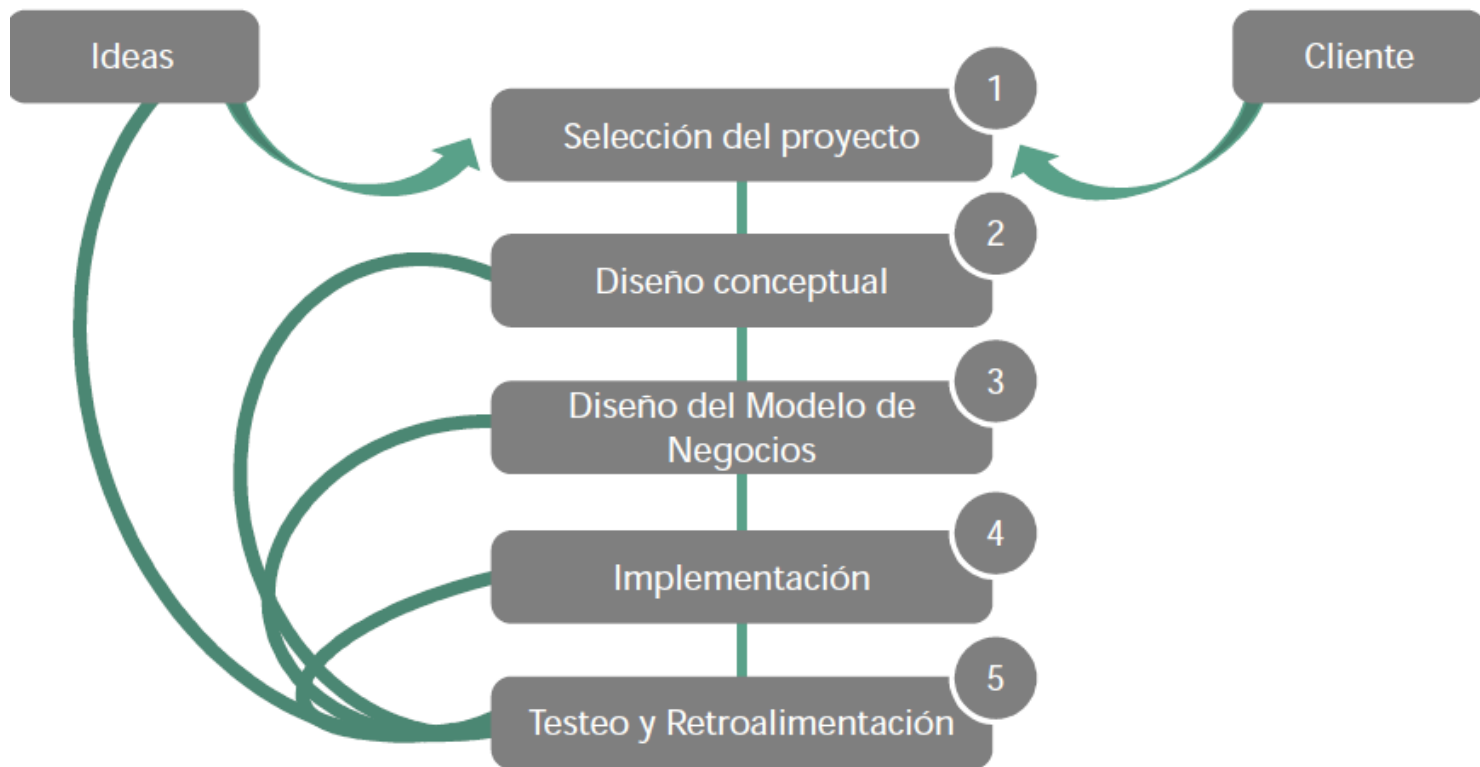 Ideas
Cliente
1
Selección del proyecto
2
Diseño conceptual
3
Diseño del Modelo de
Negocios
4
Implementación
5
Testeo y Retroalimentación